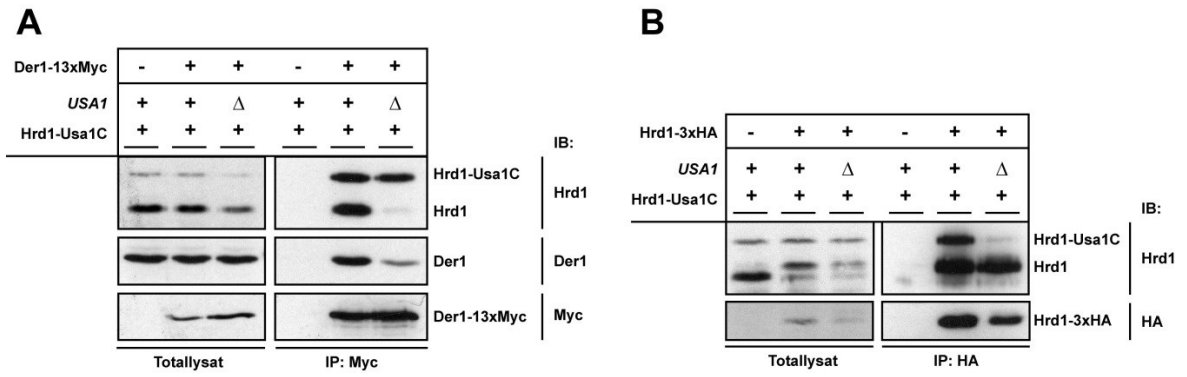 A
Der1-13xMyc - + + - + +
USA1 + + Δ + + Δ
Hrd1-Usa1C + + + + + +
IB:
Hrd1-Usa1C
Hrd1
Hrd1
Der1
Der1
Der1-13xMyc
Myc
Totallysat
IP: Myc
B
Hrd1-3xHA - + + - + +
USA1 + + Δ + + Δ
Hrd1-Usa1C + + + + + +
IB:
Hrd1-Usa1C
Hrd1
Hrd1
Hrd1-3xHA
HA
Totallysat
IP: HA